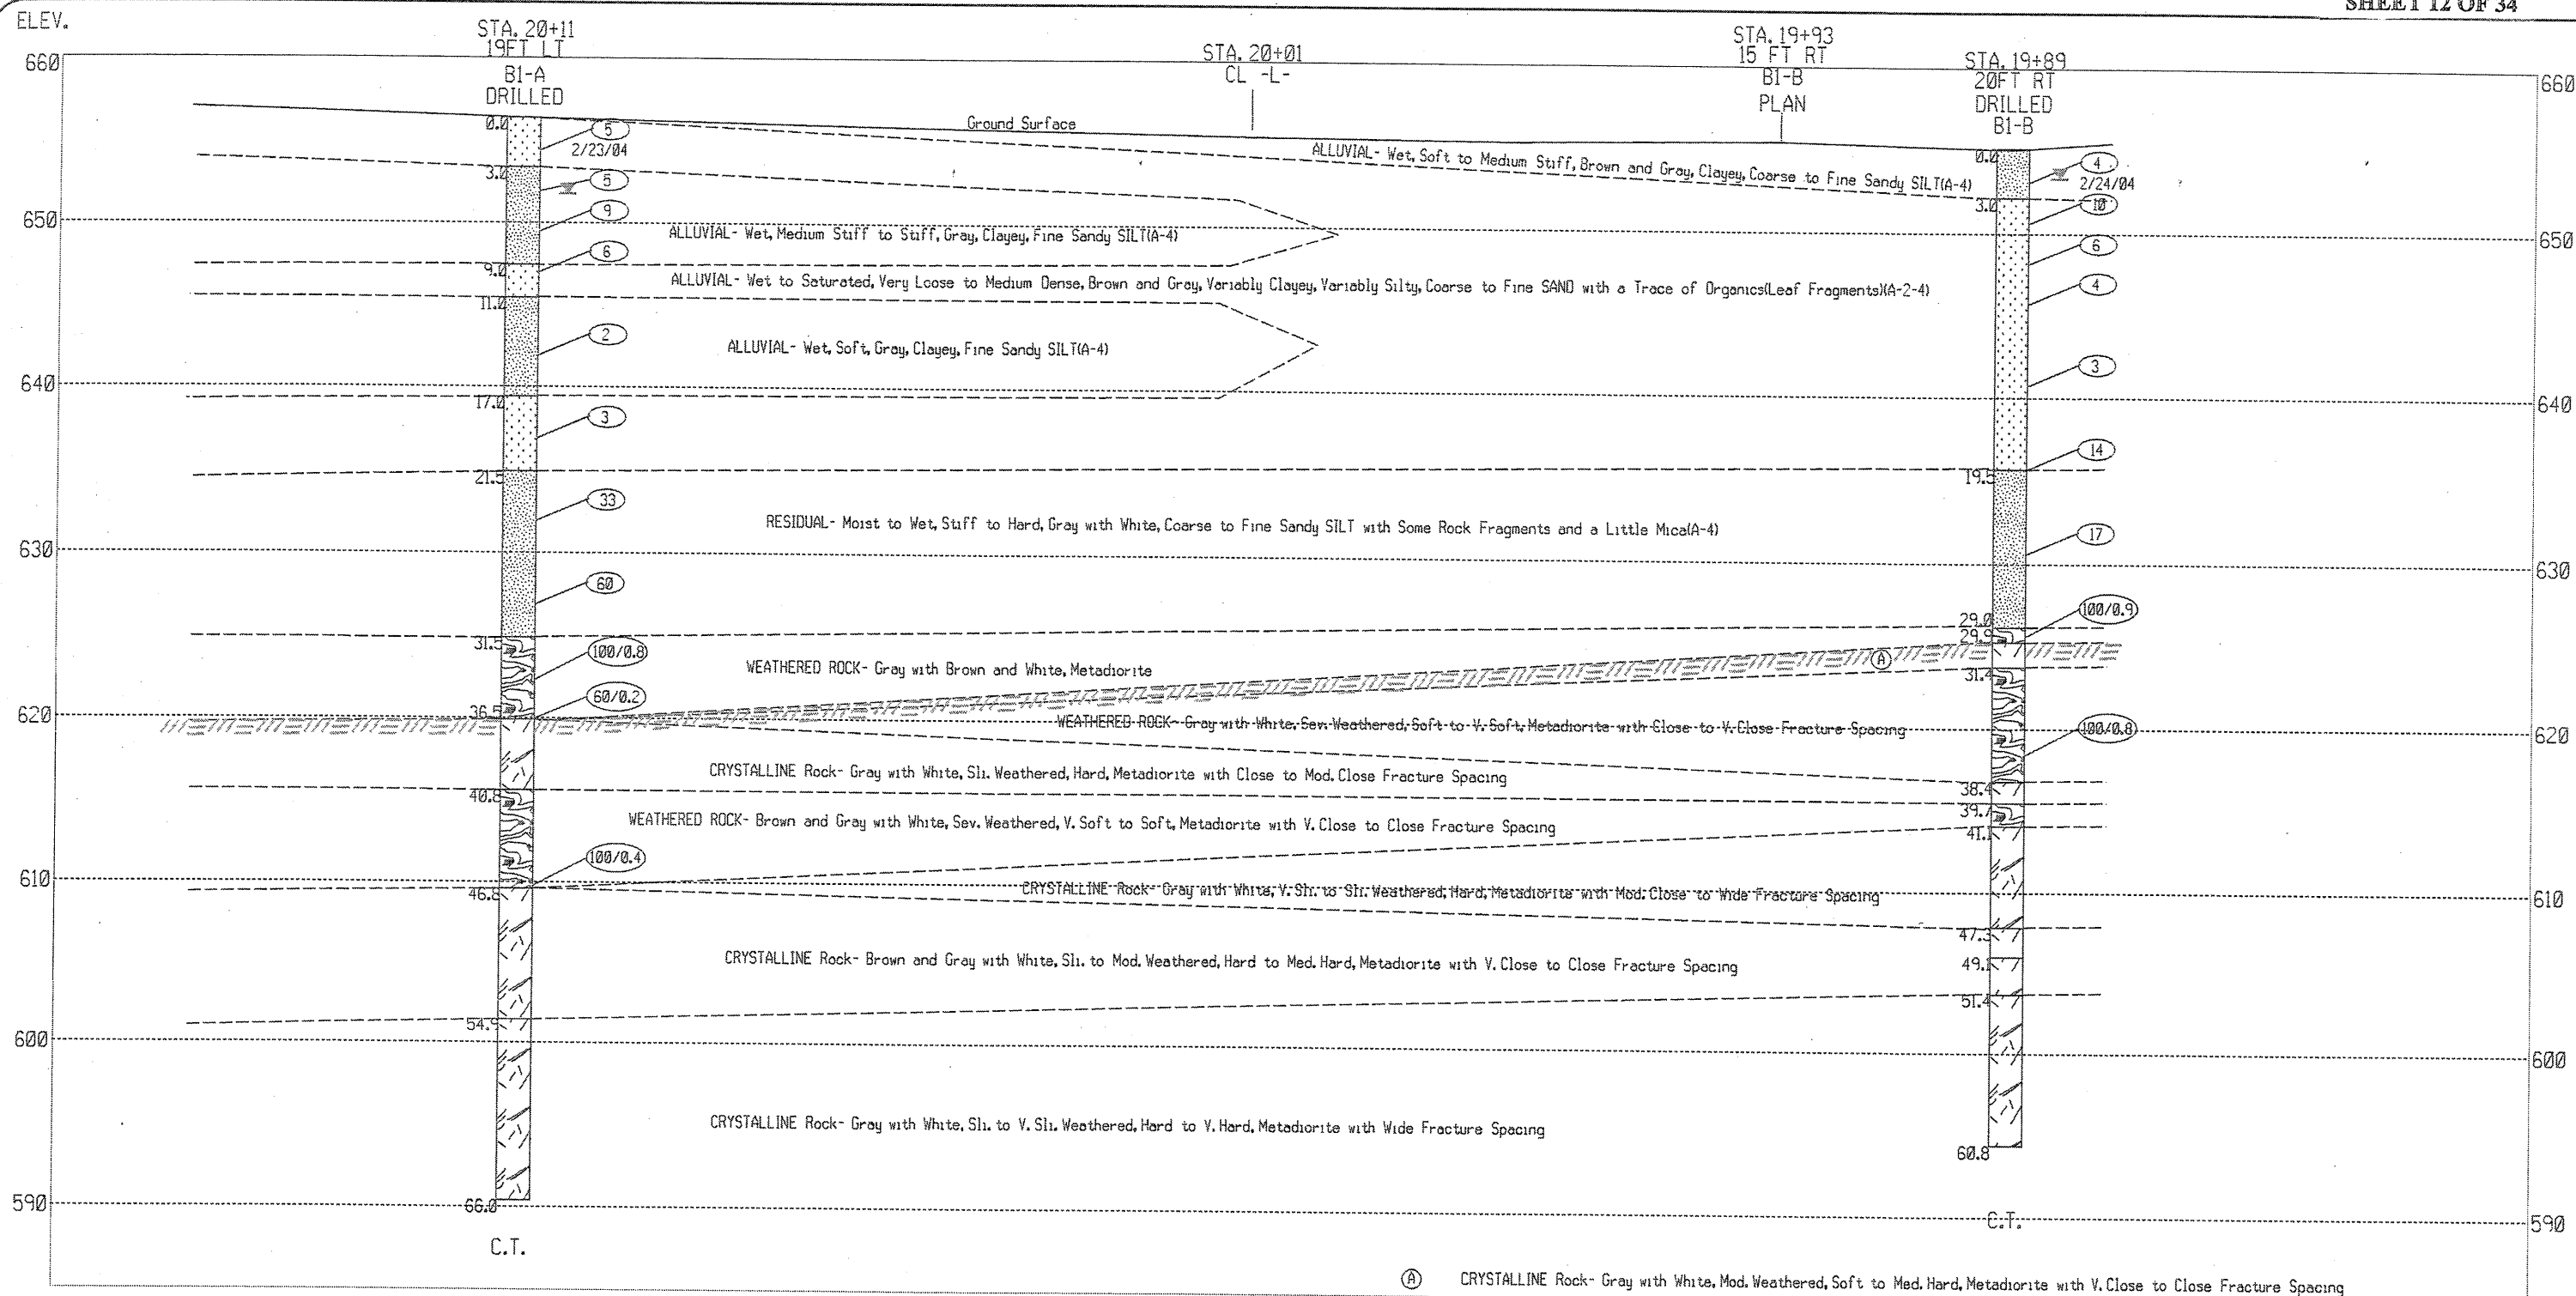 SHEET 12 OF 34
ELEV.
STA. 20+11
19FT LT
B1-A
DRILLED
STA. 20+01
CL -L-
STA. 19+93
15 FT RT
B1-B
PLAN
STA. 19+89
20FT RT
DRILLED
B1-B
660
660
Ground Surface
0.0
5
2/23/04
ALLUVIAL- Wet, Soft to Medium Stiff, Brown and Gray, Clayey, Coarse to Fine Sandy SILT(A-4)
0.0
4
2/24/04
3.0
5
3.0
10
9
650
650
ALLUVIAL- Wet, Medium Stiff to Stiff, Gray, Clayey, Fine Sandy SILT(A-4)
6
6
9.0
ALLUVIAL- Wet to Saturated, Very Loose to Medium Dense, Brown and Gray, Variably Clayey, Variably Silty, Coarse to Fine SAND with a Trace of Organics(Leaf Fragments)(A-2-4)
4
11.0
2
ALLUVIAL- Wet, Soft, Gray, Clayey, Fine Sandy SILT(A-4)
3
640
640
17.0
3
14
21.5
19.5
33
RESIDUAL- Moist to Wet, Stiff to Hard, Gray with White, Coarse to Fine Sandy SILT with Some Rock Fragments and a Little Mica(A-4)
17
630
630
60
29.0
100/0.9
29.9
31.5
100/0.8
WEATHERED ROCK- Gray with Brown and White, Metadiorite
A
31.4
60/0.2
36.5
620
620
WEATHERED ROCK- Gray with White, Sev. Weathered, Soft to V. Soft, Metadiorite with Close to V. Close Fracture Spacing
100/0.8
CRYSTALLINE Rock- Gray with White, Sli. Weathered, Hard, Metadiorite with Close to Mod. Close Fracture Spacing
40.8
38.4
39.7
WEATHERED ROCK- Brown and Gray with White, Sev. Weathered, V. Soft to Soft, Metadiorite with V. Close to Close Fracture Spacing
41.1
100/0.4
610
610
46.8
CRYSTALLINE Rock- Gray with White, V. Sli. to Sli. Weathered, Hard, Metadiorite with Mod. Close to Wide Fracture Spacing
47.3
CRYSTALLINE Rock- Brown and Gray with White, Sli. to Mod. Weathered, Hard to Med. Hard, Metadiorite with V. Close to Close Fracture Spacing
51.4
54.9
600
600
CRYSTALLINE Rock- Gray with White, Sli. to V. Sli. Weathered, Hard to V. Hard, Metadiorite with Wide Fracture Spacing
60.8
590
66.0
C.T.
590
C.T.
A CRYSTALLINE Rock- Gray with White, Mod. Weathered, Soft to Med. Hard, Metadiorite with V. Close to Close Fracture Spacing